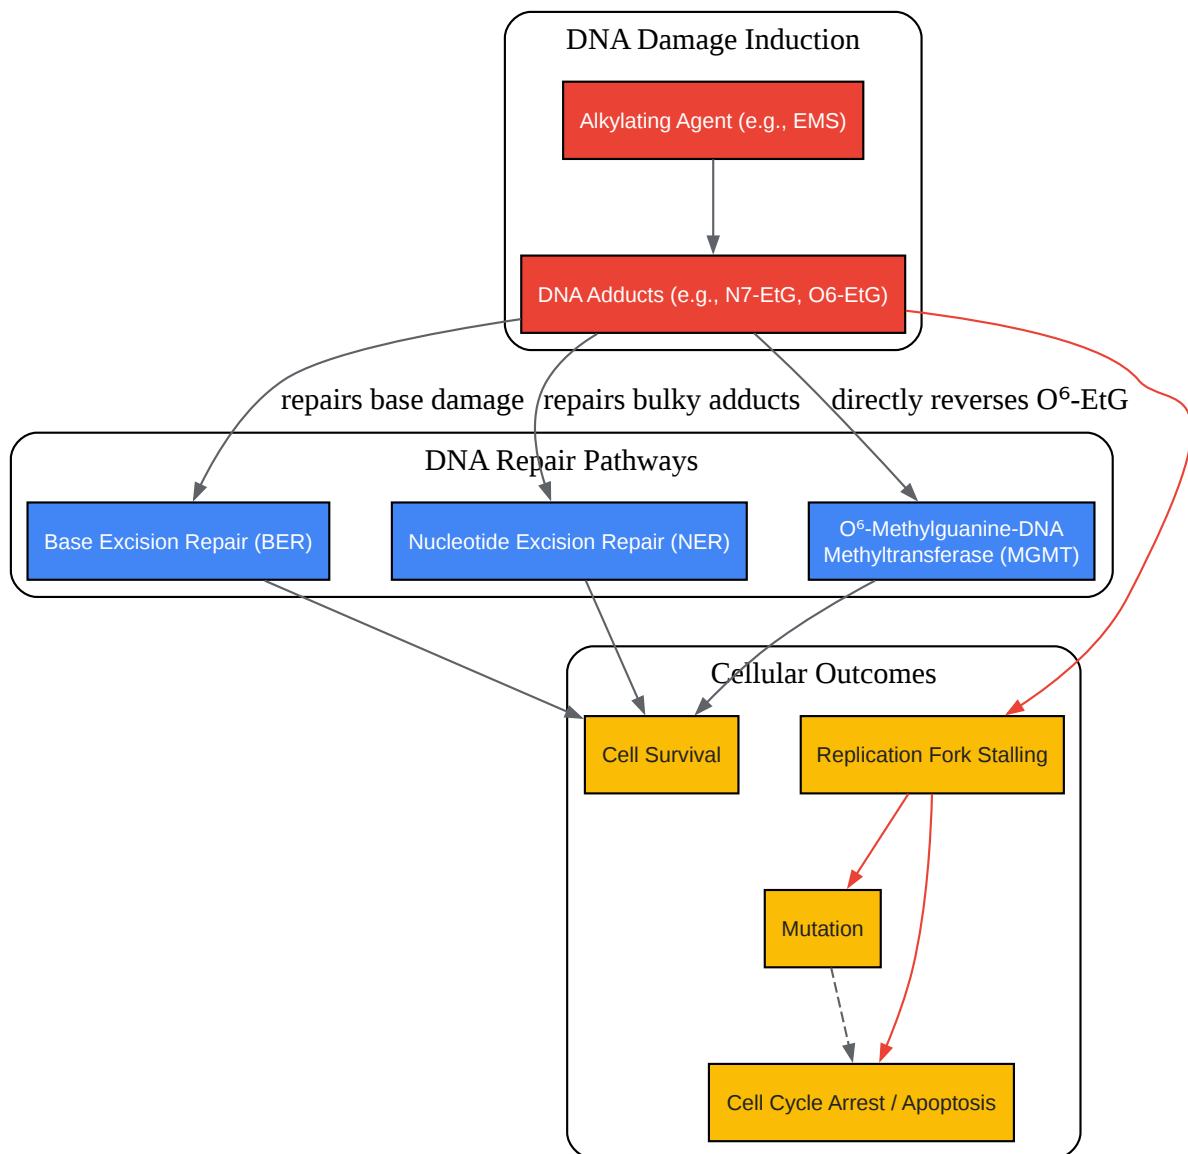 DNA Damage Induction
Alkylating Agent (e.g., EMS)
DNA Adducts (e.g., N7-EtG, O6-EtG)
repairs base damage
repairs bulky adducts
directly reverses O⁶-EtG
DNA Repair Pathways
Base Excision Repair (BER)
Nucleotide Excision Repair (NER)
O⁶-Methylguanine-DNA
Methyltransferase (MGMT)
Cellular Outcomes
Cell Survival
Replication Fork Stalling
Mutation
Cell Cycle Arrest / Apoptosis